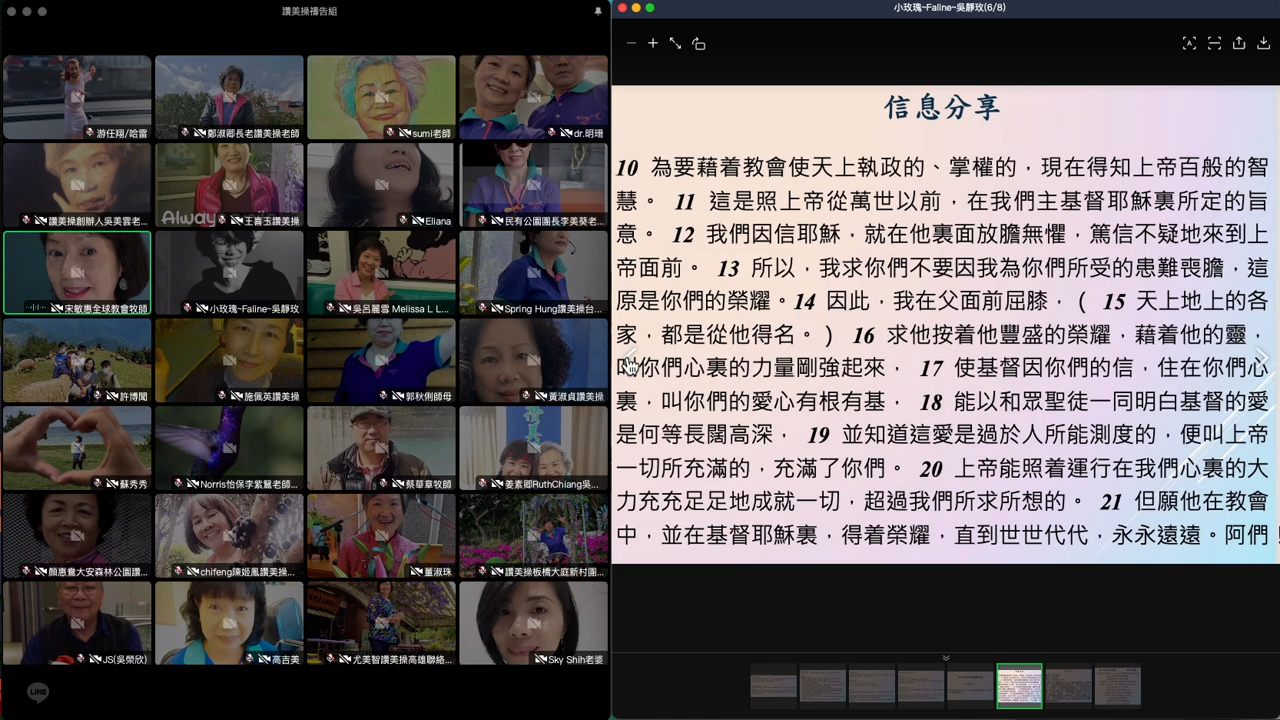 讚美操禱告組
游任翔/哈雷
鄭淑卿長老讚美操老師
sumi老師
dr.明珊
讚美操創辦人吳美雲老...
Always
王喜玉讚美操
Eliana
民有公園團長李美葵老...
宋敏惠全球教會牧師
小玫瑰~Faline~吳靜玫
吳呂麗雪 Melissa L L...
Spring Hung讚美操台...
許博聞
施佩英讚美操
郭秋俐師母
黃淑貞讚美操
蘇秀秀
Norris怡保李紫鷖老師...
蔡華章牧師
姜素卿RuthChiang吳...
顏惠鴦大安森林公園讚...
chifeng陳姬鳳讚美操...
董淑珠
讚美操板橋大庭新村團...
JS(吳榮欣)
高吉美
尤美智讚美操高雄聯絡...
Sky Shih老婆
LINE
小玫瑰~Faline~吳靜玫(6/8)
信息分享
10 為要藉着教會使天上執政的、掌權的，現在得知上帝百般的智
慧。 11 這是照上帝從萬世以前，在我們主基督耶穌裏所定的旨
意。 12 我們因信耶穌，就在他裏面放膽無懼，篤信不疑地來到上
帝面前。 13 所以，我求你們不要因我為你們所受的患難喪膽，這
原是你們的榮耀。14 因此，我在父面前屈膝，（ 15 天上地上的各
家，都是從他得名。） 16 求他按着他豐盛的榮耀，藉着他的靈，
叫你們心裏的力量剛強起來， 17 使基督因你們的信，住在你們心
裏，叫你們的愛心有根有基， 18 能以和眾聖徒一同明白基督的愛
是何等長闊高深， 19 並知道這愛是過於人所能測度的，便叫上帝
一切所充滿的，充滿了你們。 20 上帝能照着運行在我們心裏的大
力充充足足地成就一切，超過我們所求所想的。 21 但願他在教會
中，並在基督耶穌裏，得着榮耀，直到世世代代，永永遠遠。阿們！